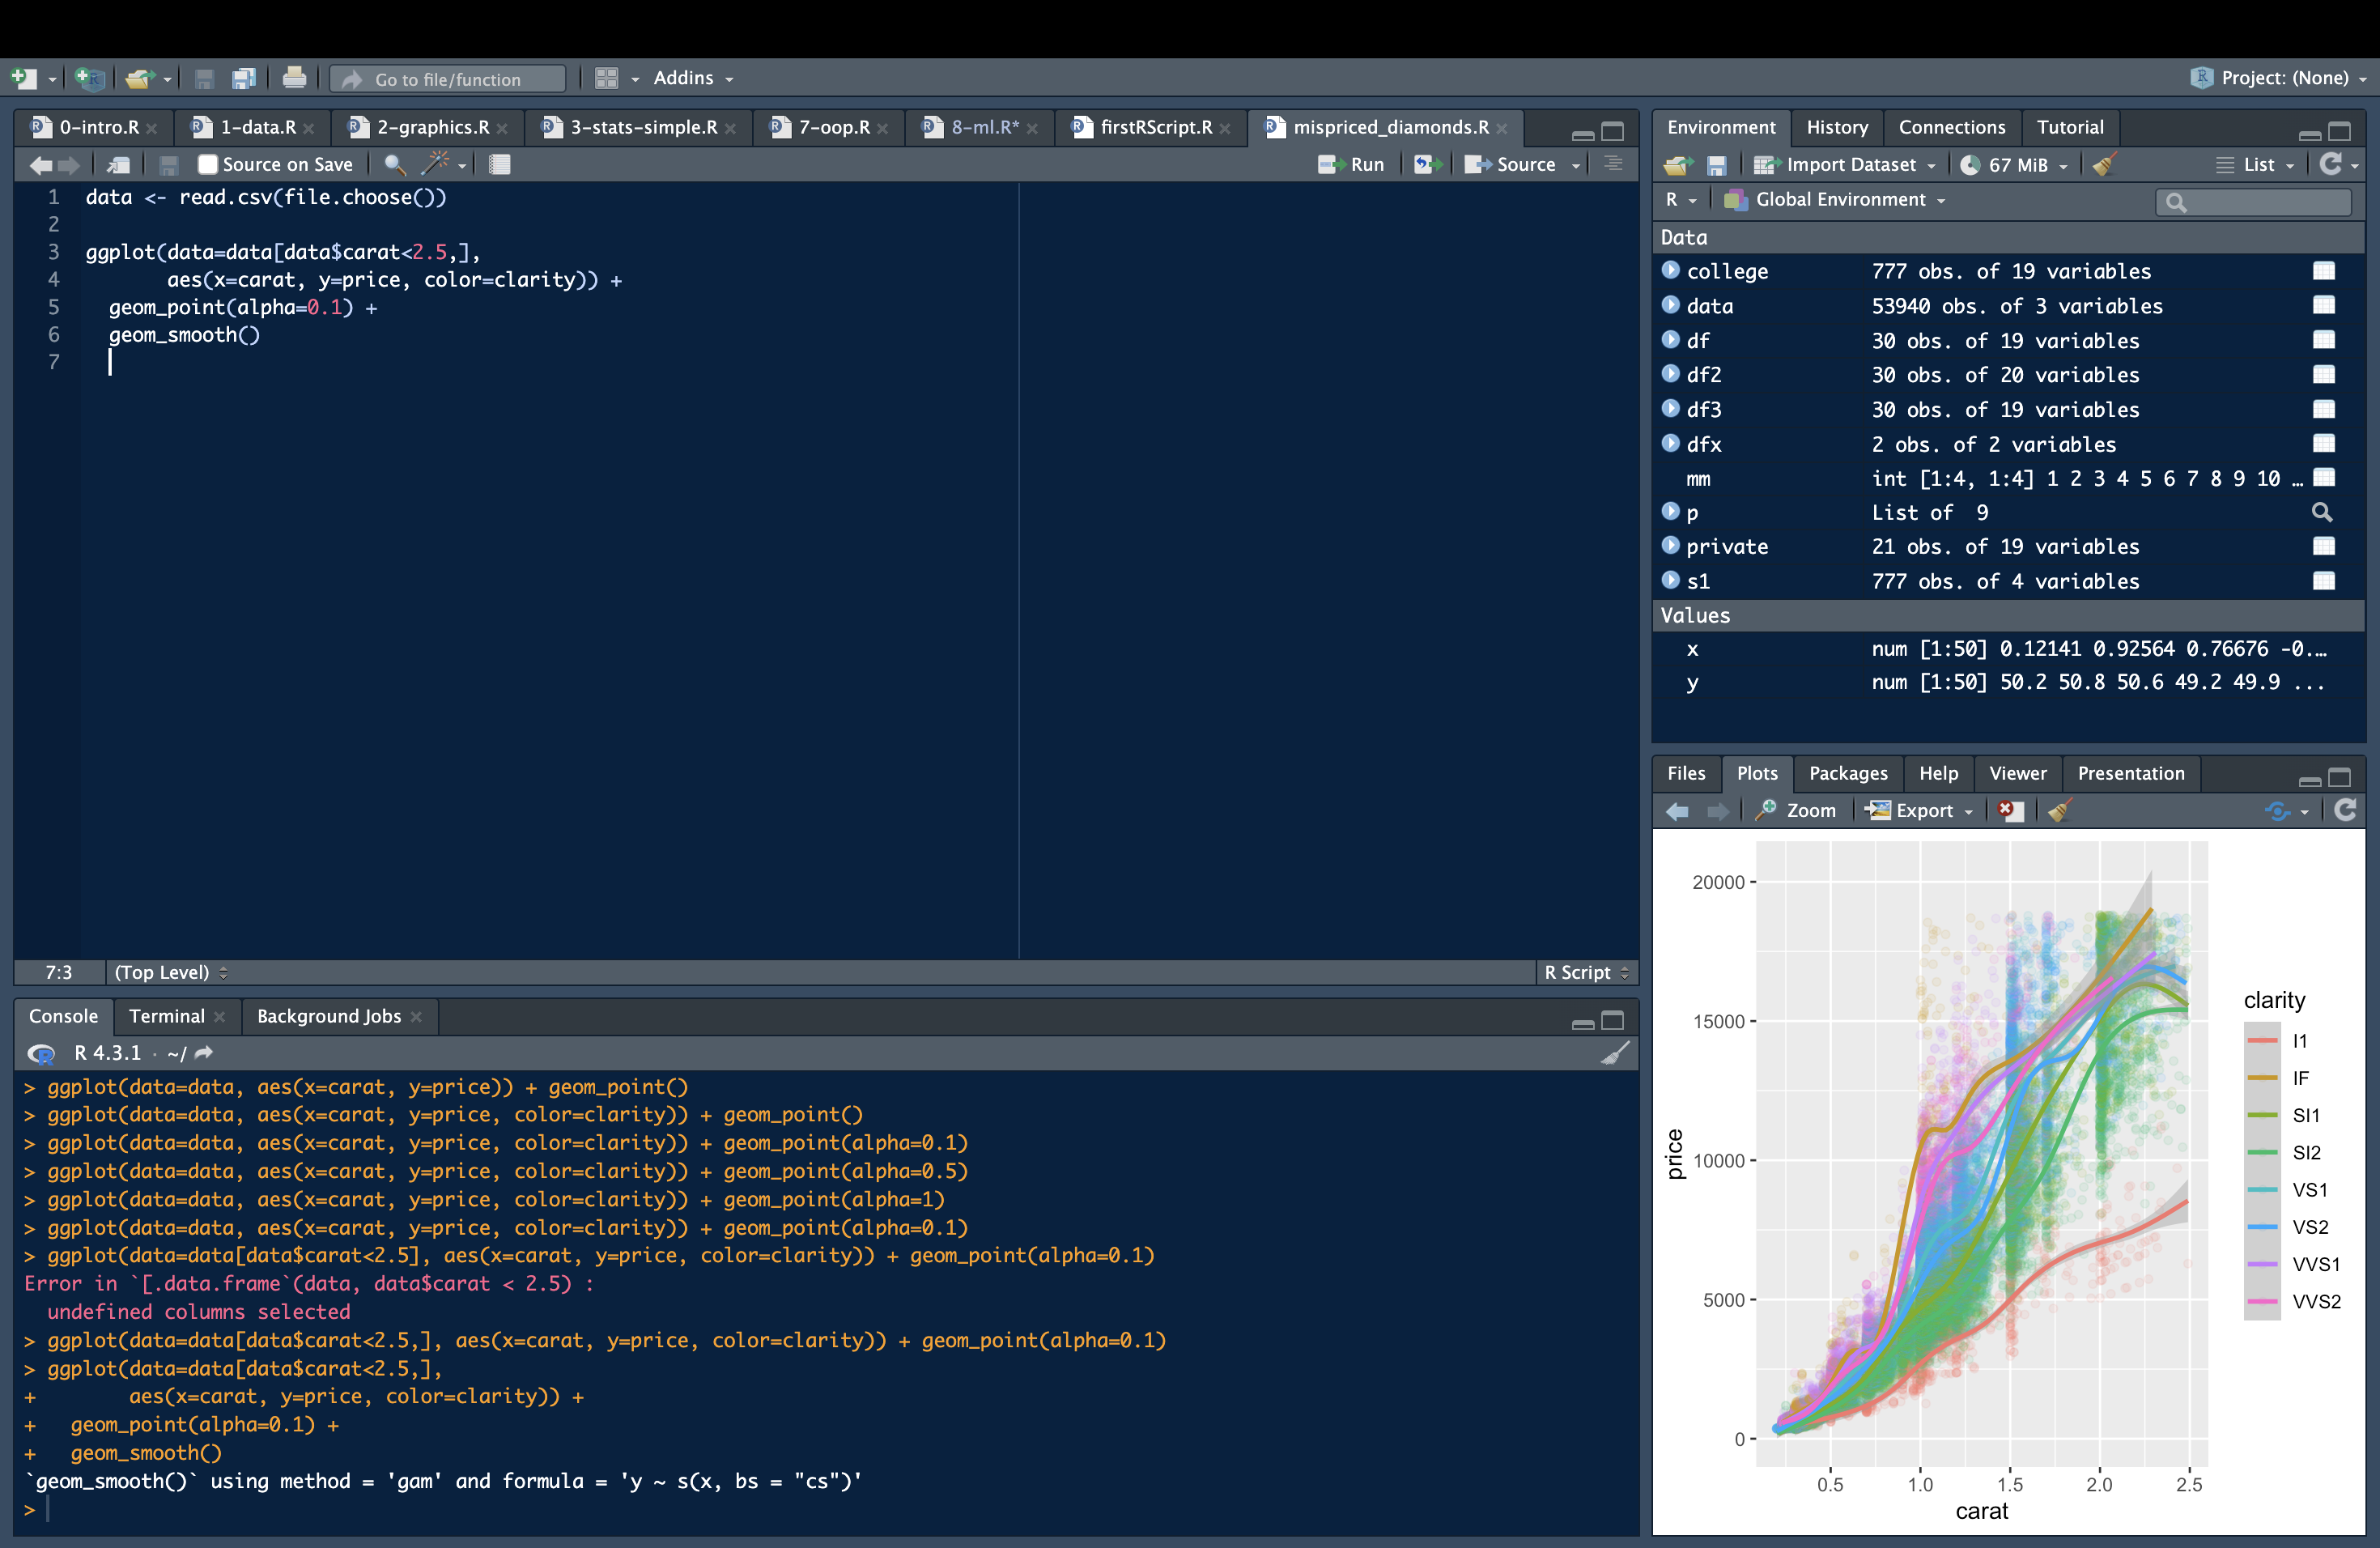 Go to file/function
Addins
Project: (None)
0-intro.R
1-data.R
2-graphics.R
3-stats-simple.R
7-oop.R
8-ml.R*
firstRScript.R
mispriced_diamonds.R
Source on Save
Run
Source
1 data <- read.csv(file.choose())
2
3 ggplot(data=data[data$carat<2.5,],
4        aes(x=carat, y=price, color=clarity)) +
5   geom_point(alpha=0.1) +
6   geom_smooth()
7
7:3 (Top Level)
R Script
Console
Terminal
Background Jobs
R 4.3.1 · ~/
> ggplot(data=data, aes(x=carat, y=price)) + geom_point()
> ggplot(data=data, aes(x=carat, y=price, color=clarity)) + geom_point()
> ggplot(data=data, aes(x=carat, y=price, color=clarity)) + geom_point(alpha=0.1)
> ggplot(data=data, aes(x=carat, y=price, color=clarity)) + geom_point(alpha=0.5)
> ggplot(data=data, aes(x=carat, y=price, color=clarity)) + geom_point(alpha=1)
> ggplot(data=data, aes(x=carat, y=price, color=clarity)) + geom_point(alpha=0.1)
> ggplot(data=data[data$carat<2.5], aes(x=carat, y=price, color=clarity)) + geom_point(alpha=0.1)
Error in `[.data.frame`(data, data$carat < 2.5) :
  undefined columns selected
> ggplot(data=data[data$carat<2.5,], aes(x=carat, y=price, color=clarity)) + geom_point(alpha=0.1)
> ggplot(data=data[data$carat<2.5,],
+        aes(x=carat, y=price, color=clarity)) +
+   geom_point(alpha=0.1) +
+   geom_smooth()
`geom_smooth()` using method = 'gam' and formula = 'y ~ s(x, bs = "cs")'
>
Environment
History
Connections
Tutorial
Import Dataset
67 MiB
List
R
Global Environment
Data
college 777 obs. of 19 variables
data 53940 obs. of 3 variables
df 30 obs. of 19 variables
df2 30 obs. of 20 variables
df3 30 obs. of 19 variables
dfx 2 obs. of 2 variables
mm int [1:4, 1:4] 1 2 3 4 5 6 7 8 9 10 …
p List of  9
private 21 obs. of 19 variables
s1 777 obs. of 4 variables
Values
x num [1:50] 0.12141 0.92564 0.76676 -0.…
y num [1:50] 50.2 50.8 50.6 49.2 49.9 ...
Files
Plots
Packages
Help
Viewer
Presentation
Zoom
Export
20000
15000
10000
5000
0
price
0.5 1.0 1.5 2.0 2.5
carat
clarity
I1
IF
SI1
SI2
VS1
VS2
VVS1
VVS2